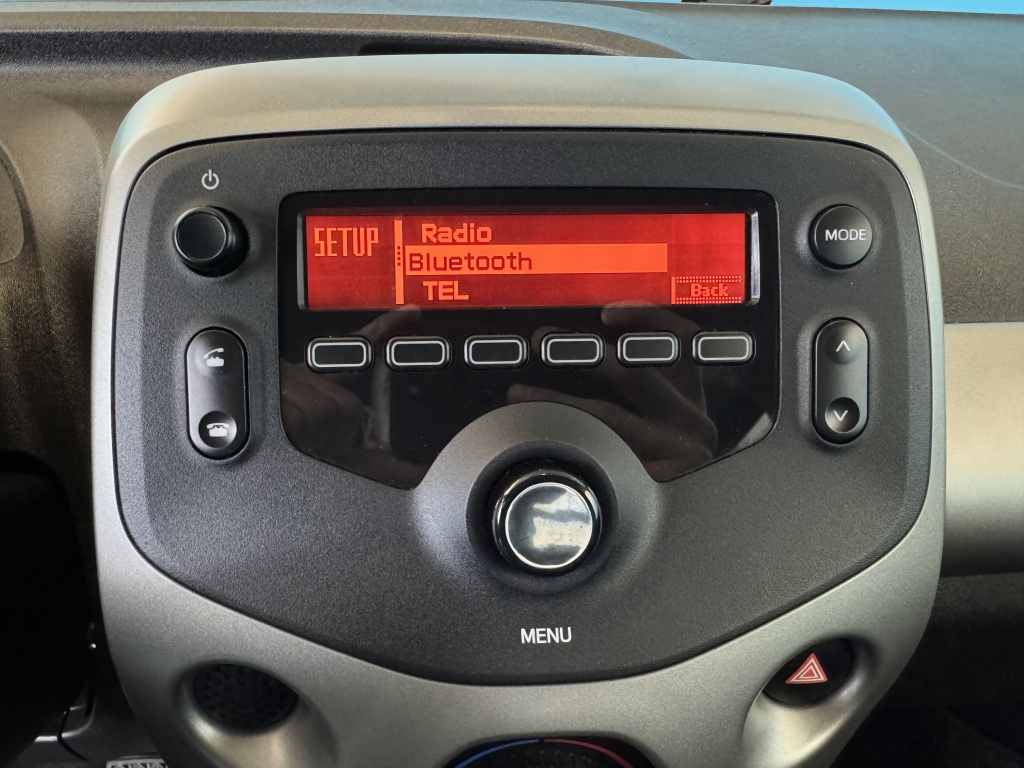 SETUP
Radio
Bluetooth
TEL
Back
MODE
MENU